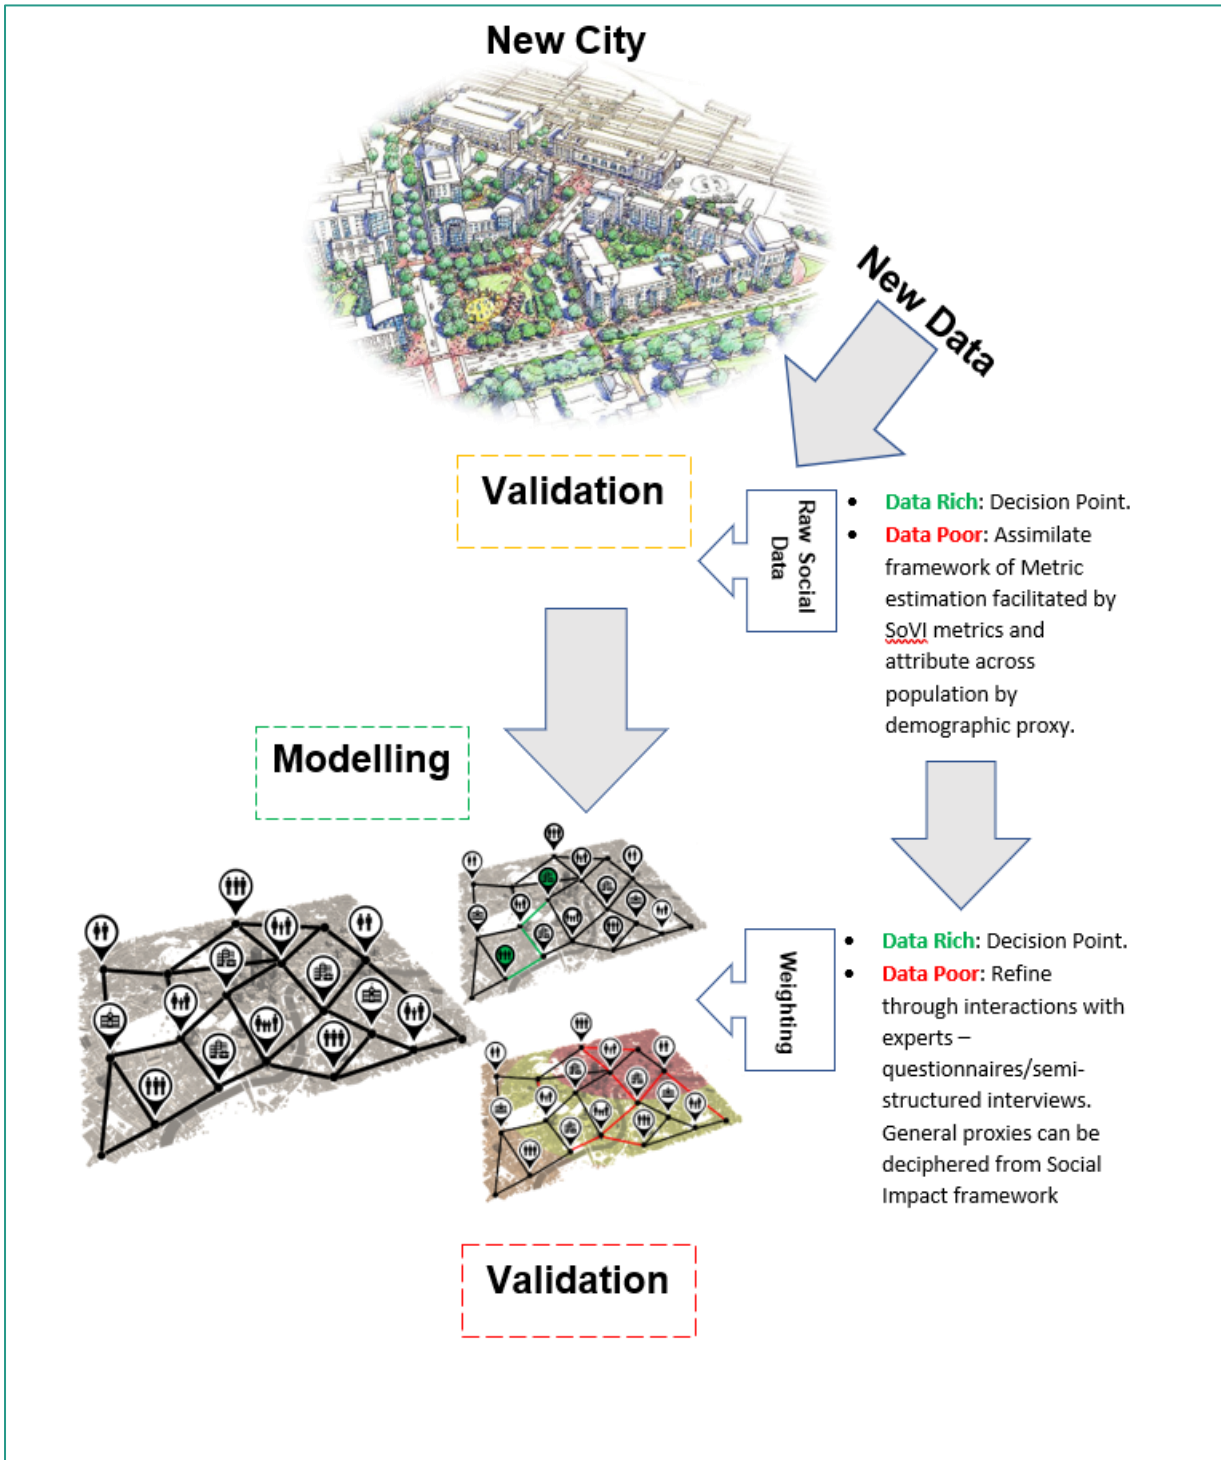 New City
New Data
Validation
Raw Social
Data
• Data Rich: Decision Point.
• Data Poor: Assimilate
framework of Metric
estimation facilitated by
SoVI metrics and
attribute across
population by
demographic proxy.
Modelling
Weighting
• Data Rich: Decision Point.
• Data Poor: Refine
through interactions with
experts –
questionnaires/semi-
structured interviews.
General proxies can be
deciphered from Social
Impact framework
Validation